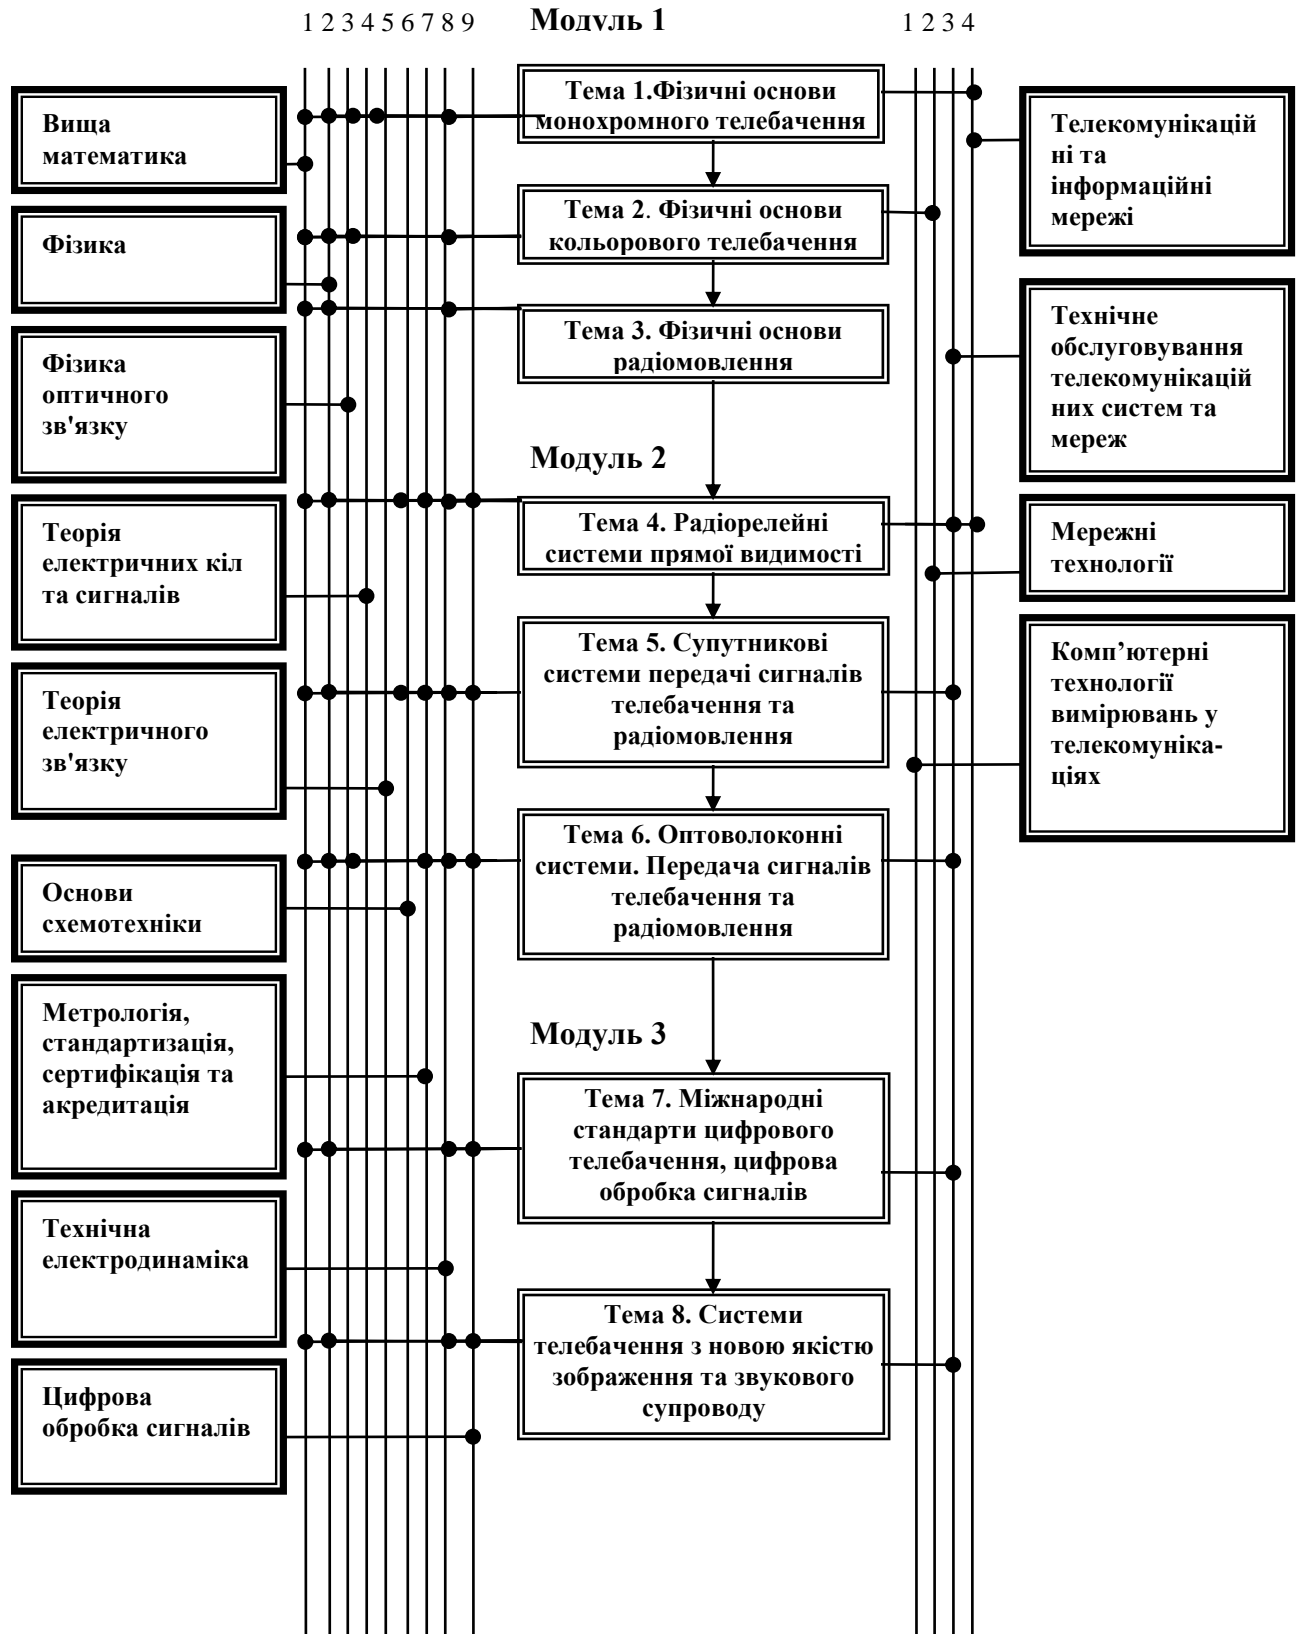 1 2 3 4 5 6 7 8 9
Модуль 1
1 2 3 4
Вища
математика
Фізика
Фізика
оптичного
зв'язку
Теорія
електричних кіл
та сигналів
Теорія
електричного
зв'язку
Основи
схемотехніки
Метрологія,
стандартизація,
сертифікація та
акредитація
Технічна
електродинаміка
Цифрова
обробка сигналів
Тема 1.Фізичні основи
монохромного телебачення
Тема 2. Фізичні основи
кольорового телебачення
Тема 3. Фізичні основи
радіомовлення
Модуль 2
Тема 4. Радіорелейні
системи прямої видимості
Тема 5. Супутникові
системи передачі сигналів
телебачення та
радіомовлення
Тема 6. Оптоволоконні
системи. Передача сигналів
телебачення та
радіомовлення
Модуль 3
Тема 7. Міжнародні
стандарти цифрового
телебачення, цифрова
обробка сигналів
Тема 8. Системи
телебачення з новою якістю
зображення та звукового
супроводу
Телекомунікацій
ні та
інформаційні
мережі
Технічне
обслуговування
телекомунікацій
них систем та
мереж
Мережні
технології
Комп’ютерні
технології
вимірювань у
телекомуніка-
ціях